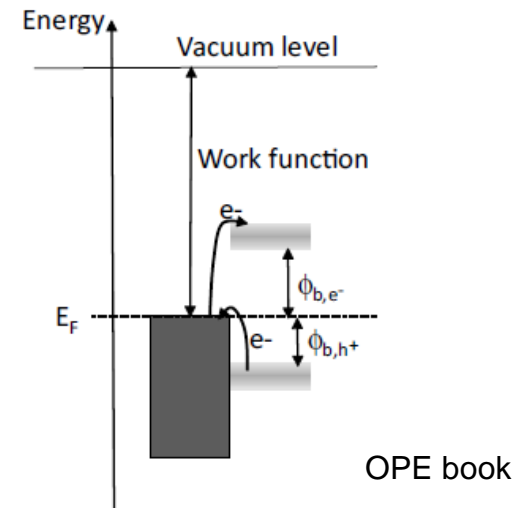 Energy
Vacuum level
Work function
e-
ϕb,e-
EF
e-
ϕb,h+
OPE book